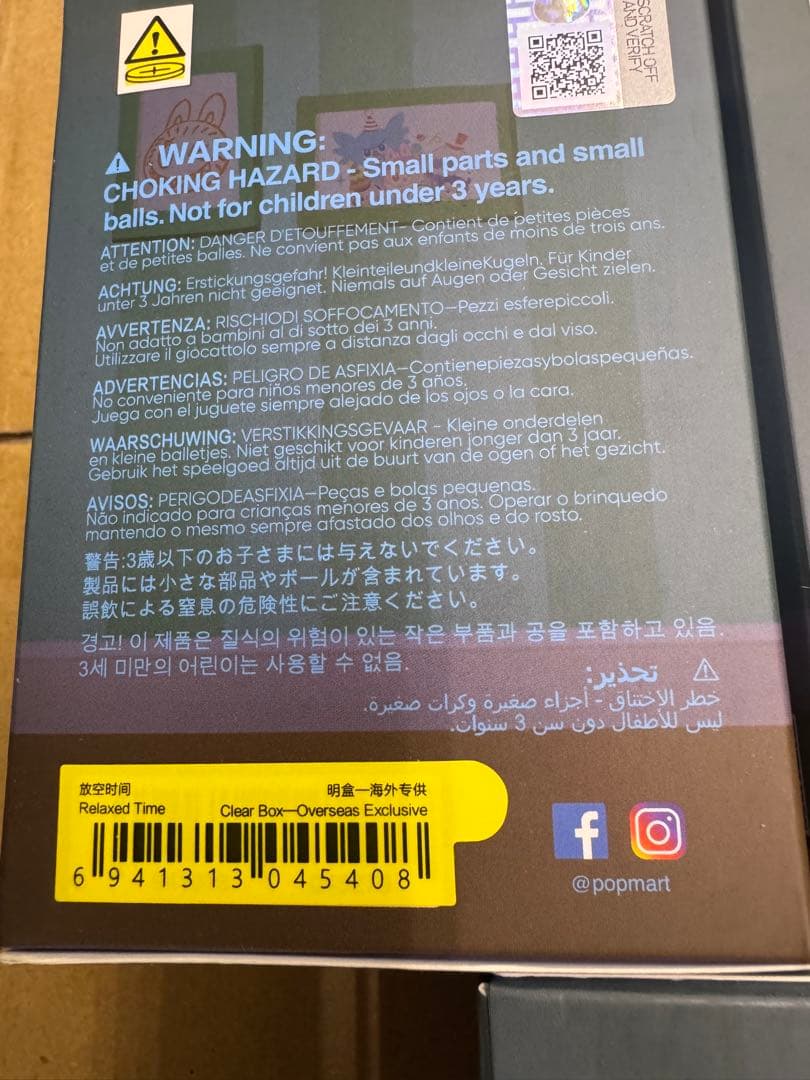 SCRATCH OFF
AND VERIFY
WARNING:
CHOKING HAZARD - Small parts and small
balls. Not for children under 3 years.
ATTENTION: DANGER D'ETOUFFEMENT- Contient de petites pièces
et de petites balles. Ne convient pas aux enfants de moins de trois ans.
ACHTUNG: Erstickungsgefahr! KleinteileundkleineKugeln. Für Kinder
unter 3 Jahren nicht geeignet. Niemals auf Augen oder Gesicht zielen.
AVVERTENZA: RISCHIODI SOFFOCAMENTO—Pezzi esferepiccoli.
Non adatto a bambini al di sotto dei 3 anni.
Utilizzare il giocattolo sempre a distanza dagli occhi e dal viso.
ADVERTENCIAS: PELIGRO DE ASFIXIA—Contienepiezasybolaspequeñas.
No conveniente para niños menores de 3 años.
Juega con el juguete siempre alejado de los ojos o la cara.
WAARSCHUWING: VERSTIKKINGSGEVAAR - Kleine onderdelen
en kleine balletjes. Niet geschikt voor kinderen jonger dan 3 jaar.
Gebruik het speelgoed altijd uit de buurt van de ogen of het gezicht.
AVISOS: PERIGODEASFIXIA—Peças e bolas pequenas.
Não indicado para crianças menores de 3 anos. Operar o brinquedo
mantendo o mesmo sempre afastado dos olhos e do rosto.
警告:3歳以下のお子さまには与えないでください。
製品には小さな部品やボールが含まれています。
誤飲による窒息の危険性にご注意ください。
경고! 이 제품은 질식의 위험이 있는 작은 부품과 공을 포함하고 있음.
3세 미만의 어린이는 사용할 수 없음.
تحذير:
خطر الاختناق - أجزاء صغيرة وكرات صغيرة.
ليس للأطفال دون سن 3 سنوات.
放空时间 明盒—海外专供
Relaxed Time Clear Box—Overseas Exclusive
6 941313 045408
@popmart